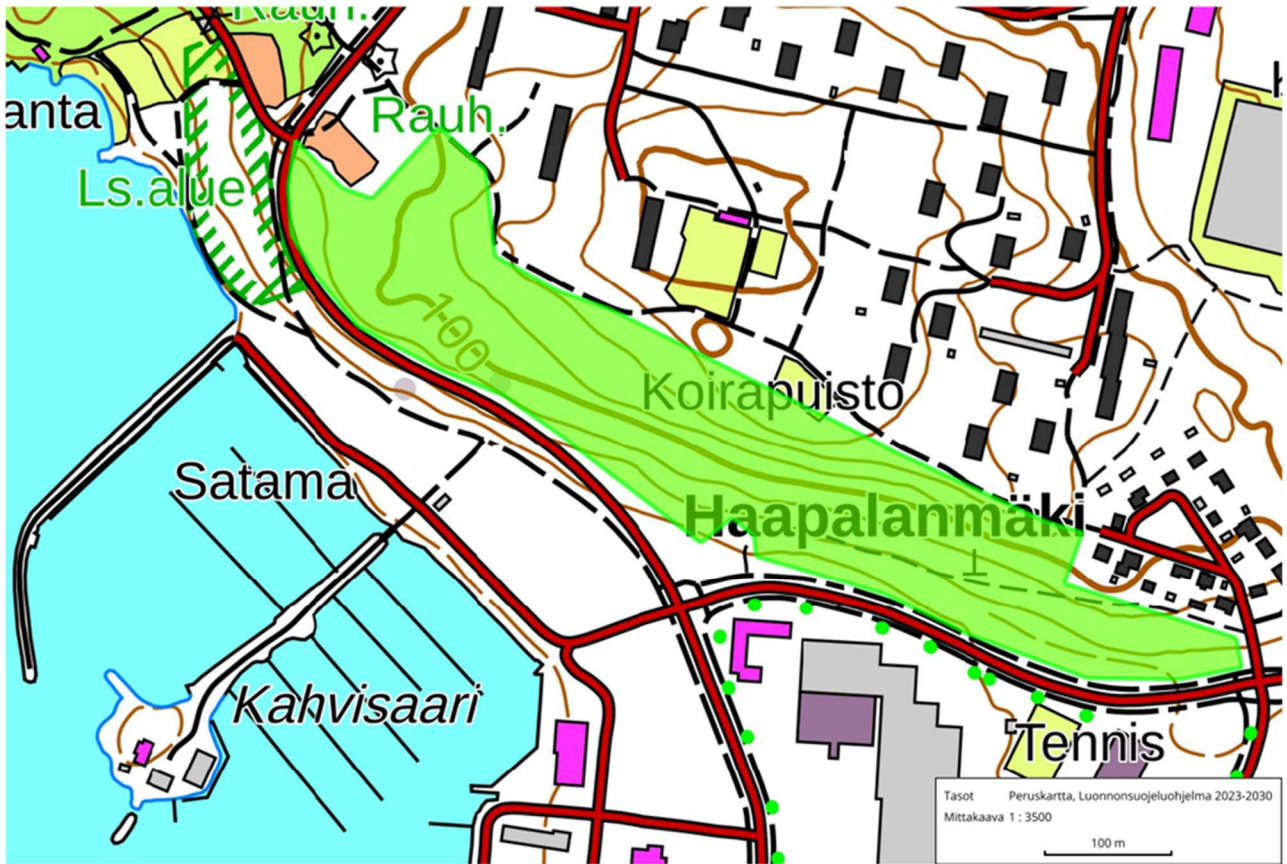 Rauh.
anta
Rauh.
Ls.alue
100
Koirapuisto
Satama
Haapalanmäki
Kahvisaari
Tennis
Tasot Peruskartta, Luonnonsuojeluohjelma 2023-2030
Mittakaava 1 : 3500
100 m